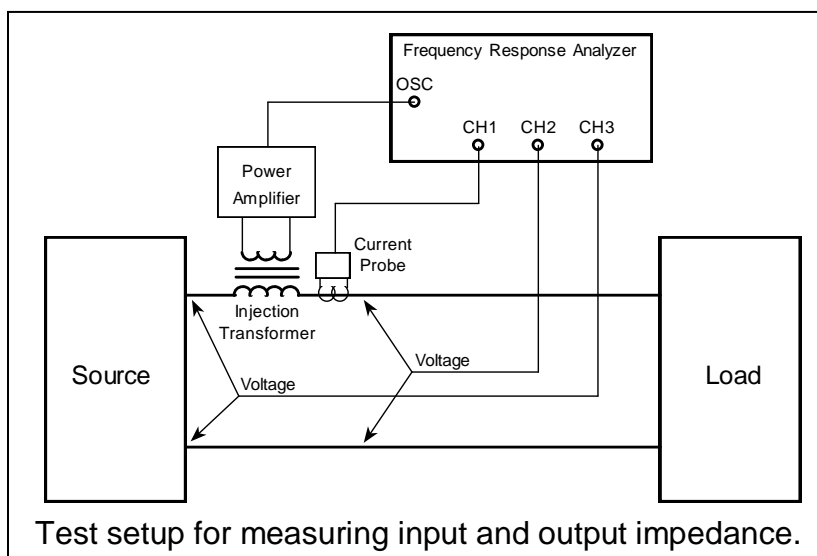 Frequency Response Analyzer
OSC
CH1
CH2
CH3
Power
Amplifier
Current
Probe
Injection
Transformer
Source
Voltage
Voltage
Load
Test setup for measuring input and output impedance.